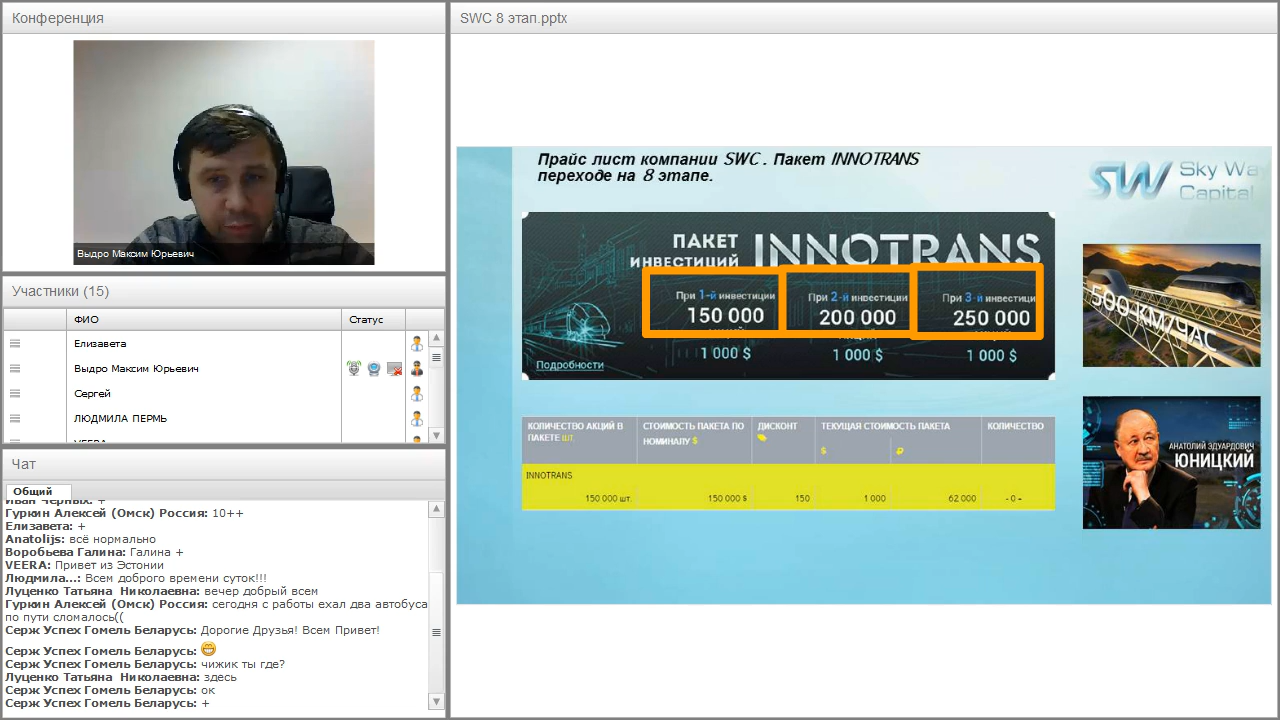 Конференция
Выдро Максим Юрьевич
Участники (15)
ФИО
Статус
Елизавета
Выдро Максим Юрьевич
Сергей
ЛЮДМИЛА ПЕРМЬ
VEERA
Чат
Общий
Иван Черных: +
Гуркин Алексей (Омск) Россия: 10++
Елизавета: +
Anatolijs: всё нормально
Воробьева Галина: Галина +
VEERA: Привет из Эстонии
Людмила...: Всем доброго времени суток!!!
Луценко Татьяна Николаевна: вечер добрый всем
Гуркин Алексей (Омск) Россия: сегодня с работы ехал два автобуса
по пути сломалось((
Серж Успех Гомель Беларусь: Дорогие Друзья! Всем Привет!
Серж Успех Гомель Беларусь: 😁
Серж Успех Гомель Беларусь: чижик ты где?
Луценко Татьяна Николаевна: здесь
Серж Успех Гомель Беларусь: ок
Серж Успех Гомель Беларусь: +
SWC 8 этап.pptx
Прайс лист компании SWC . Пакет INNOTRANS
переходе на 8 этапе.
SW Sky Wa
Capital
ПАКЕТ
ИНВЕСТИЦИЙ
INNOTRANS
При 1-й инвестиции
150 000
1 000 $
При 2-й инвестиции
200 000
1 000 $
При 3-й инвестиции
250 000
1 000 $
Подробности
КОЛИЧЕСТВО АКЦИЙ В
ПАКЕТЕ ШТ.
СТОИМОСТЬ ПАКЕТА ПО
НОМИНАЛУ $
ДИСКОНТ
ТЕКУЩАЯ СТОИМОСТЬ ПАКЕТА
$
₽
КОЛИЧЕСТВО
INNOTRANS
150 000 шт.
150 000 $
150
1 000
62 000
- 0 +
500 КМ/ЧАС
АНАТОЛИЙ ЭДУАРДОВИЧ
ЮНИЦКИЙ